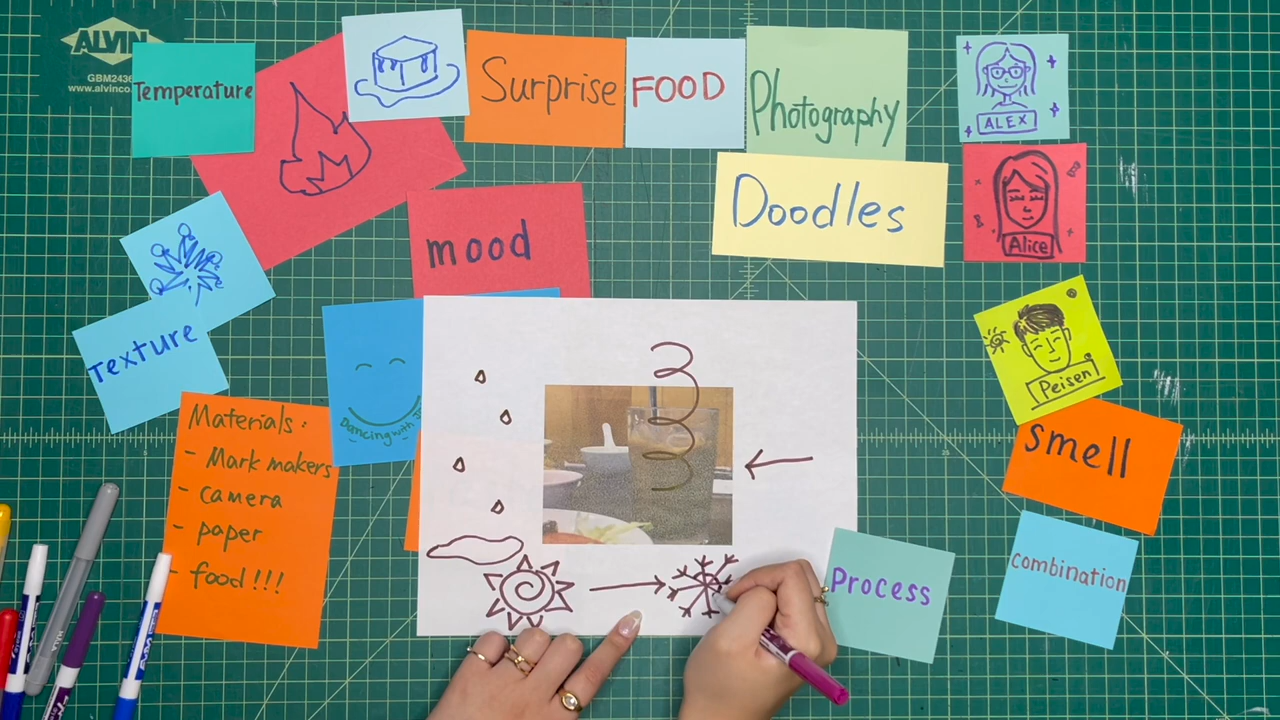 ALVIN
GBM2436
www.alvinco.
Temperature
Surprise
FOOD
Photography
ALEX
Doodles
Alice
mood
Texture
Dancing with
Peisen
smell
Materials:
- Mark makers
- camera
- paper
- food!!!
Process
combination